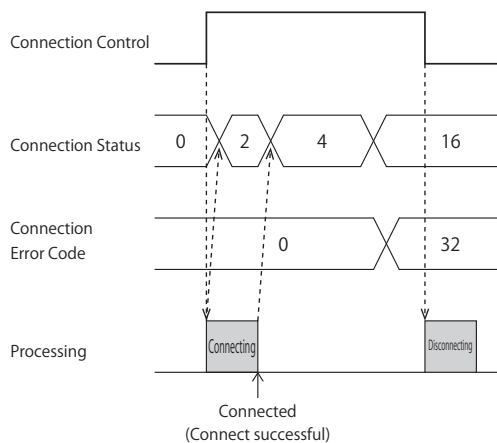 Connection Control
Connection Status
0 2 4 16
Connection
Error Code
0 32
Processing
Connecting
Disconnecting
Connected
(Connect successful)